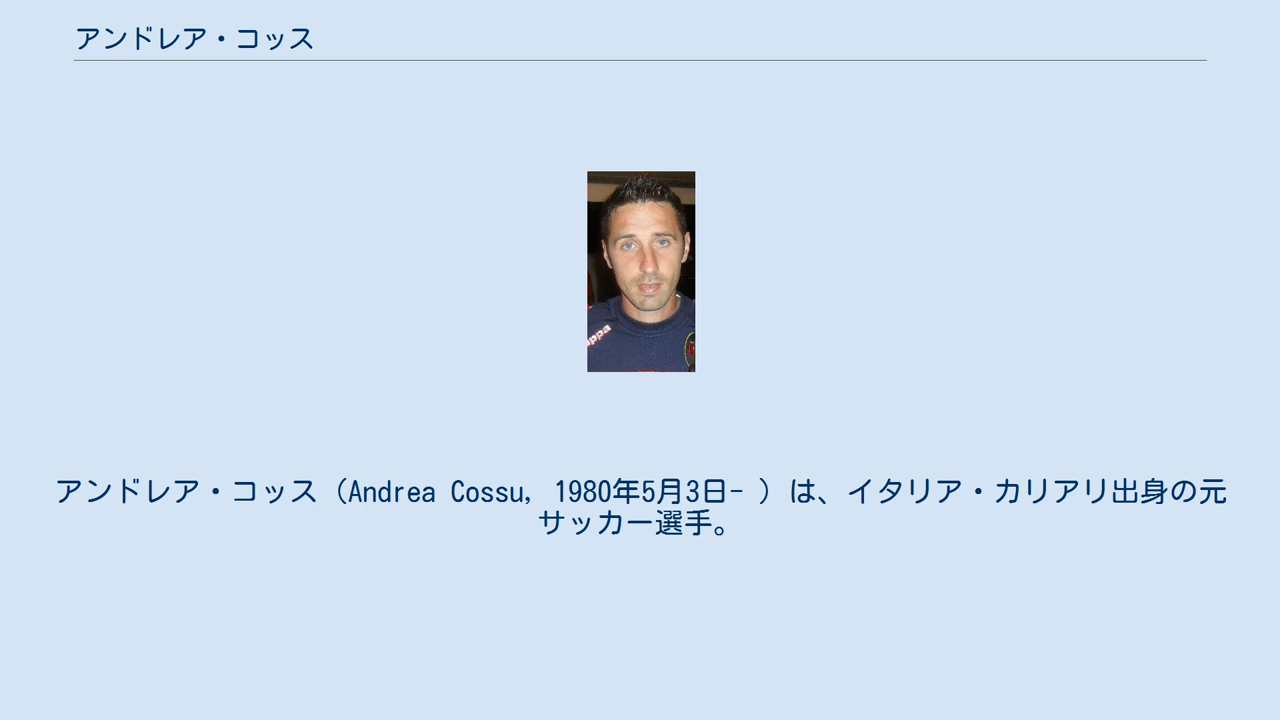 アンドレア・コッス
アンドレア・コッス（Andrea Cossu, 1980年5月3日- ）は、イタリア・カリアリ出身の元
サッカー選手。